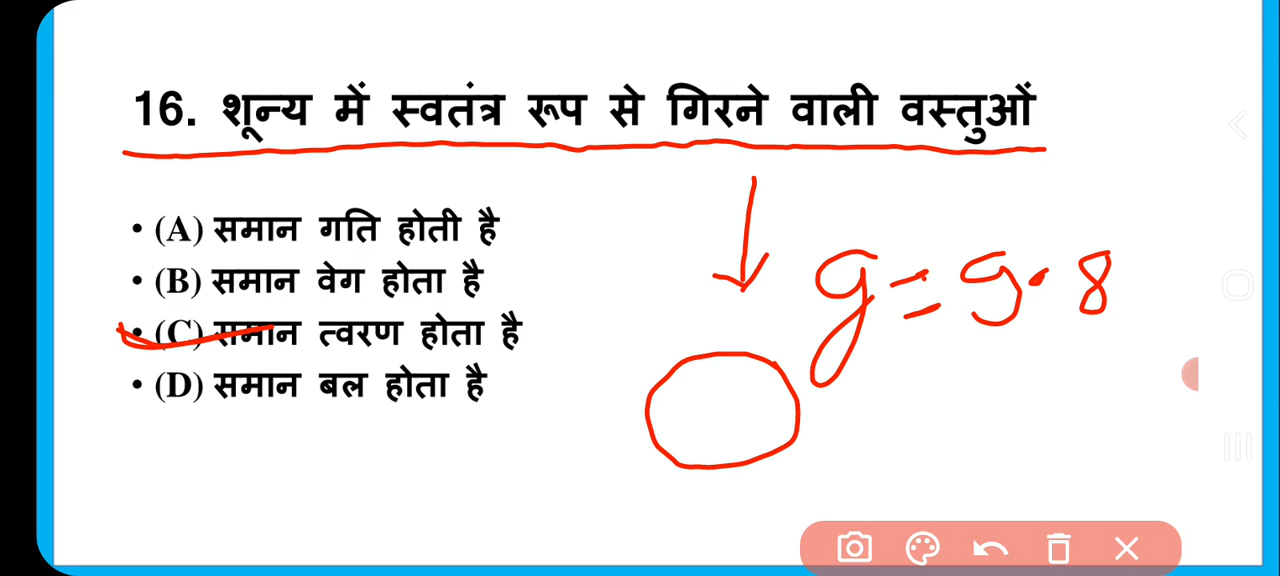 16. शून्य में स्वतंत्र रूप से गिरने वाली वस्तुओं
• (A) समान गति होती है
• (B) समान वेग होता है
• (C) समान त्वरण होता है
• (D) समान बल होता है
g = 9.8